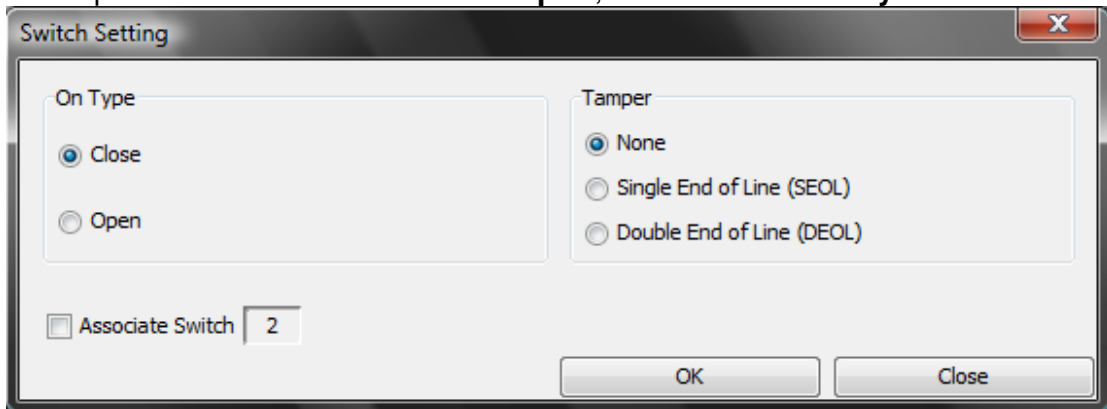 Switch Setting
On Type
Close
Open
Tamper
None
Single End of Line (SEOL)
Double End of Line (DEOL)
Associate Switch 2
OK Close